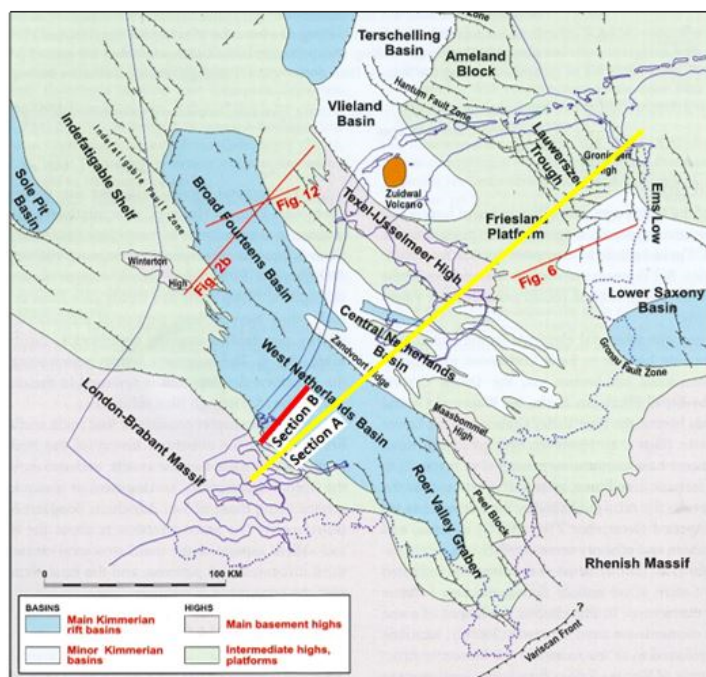 Terschelling
Basin
Ameland
Block
Hantum Fault Zone
Vlieland
Basin
Lauwerszee
Trough
Groningen
High
Indefatigable Shelf
Indefatigable Fault Zone
Sole Pit
Basin
Broad Fourteens Basin
Fig. 12
Fig. 2b
Zuidwal
Volcano
Texel-IJsselmeer High
Friesland
Platform
Ems Low
Fig. 6
Winterton
High
Lower Saxony
Basin
Gronau Fault Zone
Central Netherlands
Basin
Zandvoort Ridge
West Netherlands Basin
Section B
Section A
London-Brabant Massif
Maasbommel
High
Peel Block
Roer Valley Graben
Rhenish Massif
0 100 KM
Variscan Front
?
BASINS
Main Kimmerian
rift basins
Minor Kimmerian
basins
HIGHS
Main basement highs
Intermediate highs,
platforms